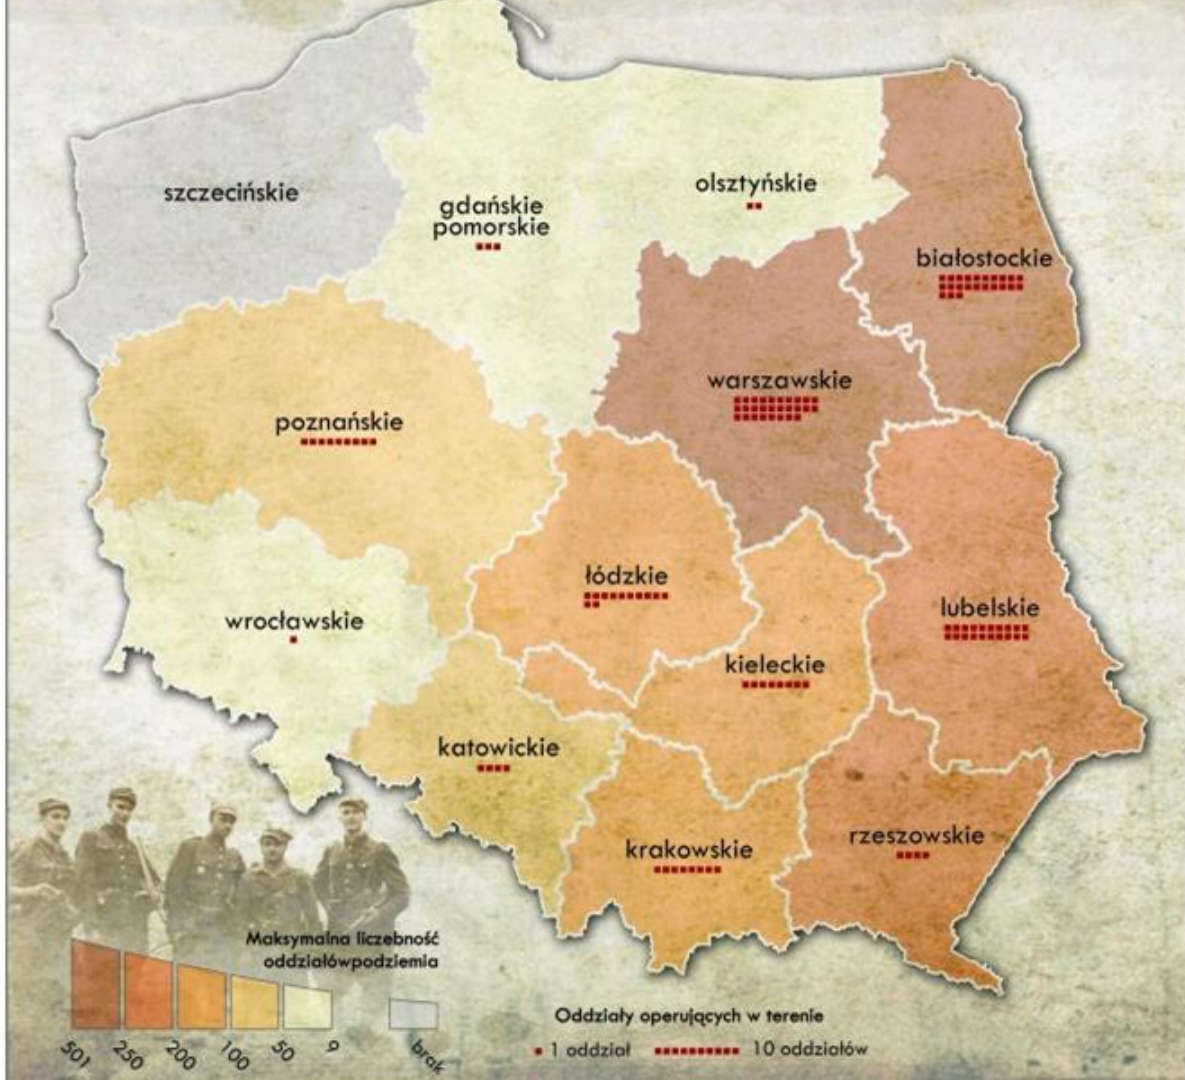 szczecińskie
gdańskie
pomorskie
olsztyńskie
białostockie
warszawskie
poznańskie
łódzkie
wrocławskie
lubelskie
kieleckie
katowickie
krakowskie
rzeszowskie
Maksymalna liczebność
oddziałówpodziemia
501 250 200 100 50 9 brak
Oddziały operujących w terenie
1 oddział 10 oddziałów